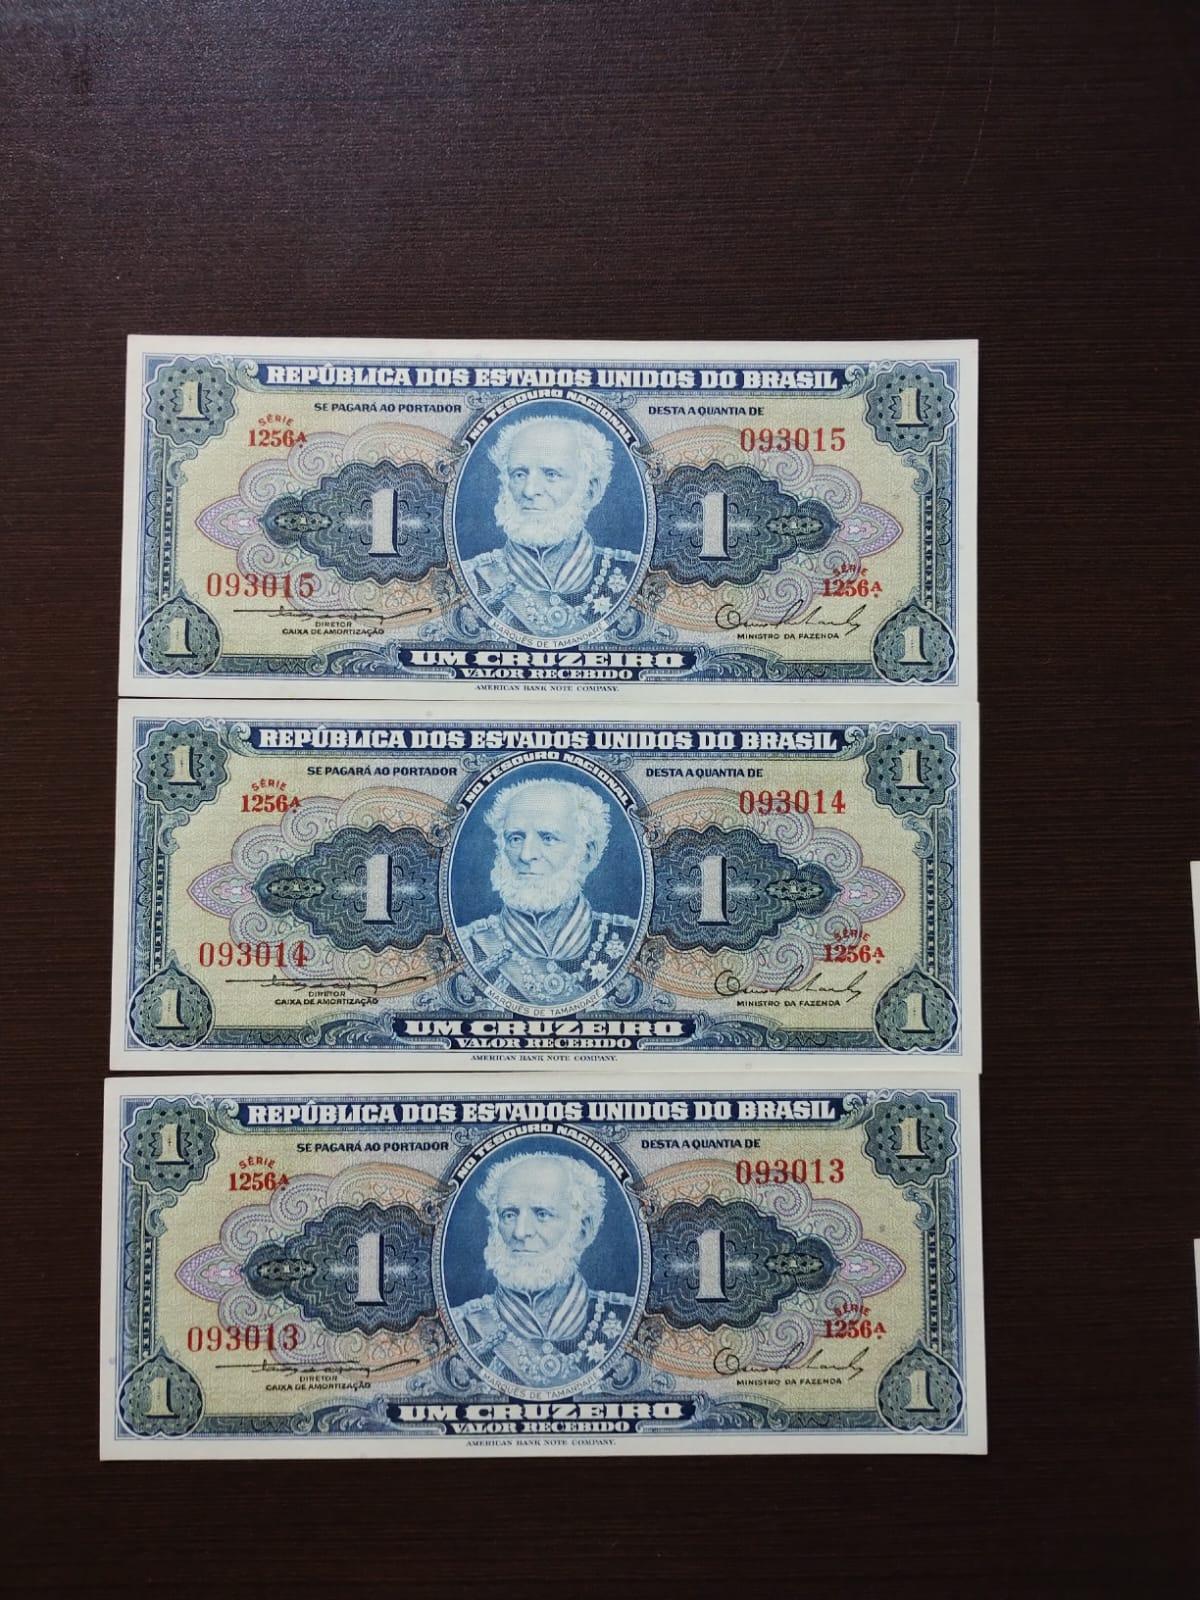 1 REPÚBLICA DOS ESTADOS UNIDOS DO BRASIL 1
SE PAGARÁ AO PORTADOR NO TESOURO NACIONAL DESTA A QUANTIA DE
SÉRIE
1256A. 093015
1 1
093015 SÉRIE
1256A.
DIRETOR
CAIXA DE AMORTIZAÇÃO MINISTRO DA FAZENDA
MARQUÊS DE TAMANDARÉ
1 UM CRUZEIRO 1
VALOR RECEBIDO
AMERICAN BANK NOTE COMPANY.
1 REPÚBLICA DOS ESTADOS UNIDOS DO BRASIL 1
SE PAGARÁ AO PORTADOR NO TESOURO NACIONAL DESTA A QUANTIA DE
SÉRIE
1256A. 093014
1 1
093014 SÉRIE
1256A.
DIRETOR
CAIXA DE AMORTIZAÇÃO MINISTRO DA FAZENDA
MARQUÊS DE TAMANDARÉ
1 UM CRUZEIRO 1
VALOR RECEBIDO
AMERICAN BANK NOTE COMPANY.
1 REPÚBLICA DOS ESTADOS UNIDOS DO BRASIL 1
SE PAGARÁ AO PORTADOR NO TESOURO NACIONAL DESTA A QUANTIA DE
SÉRIE
1256A. 093013
1 1
093013 SÉRIE
1256A.
DIRETOR
CAIXA DE AMORTIZAÇÃO MINISTRO DA FAZENDA
MARQUÊS DE TAMANDARÉ
1 UM CRUZEIRO 1
VALOR RECEBIDO
AMERICAN BANK NOTE COMPANY.